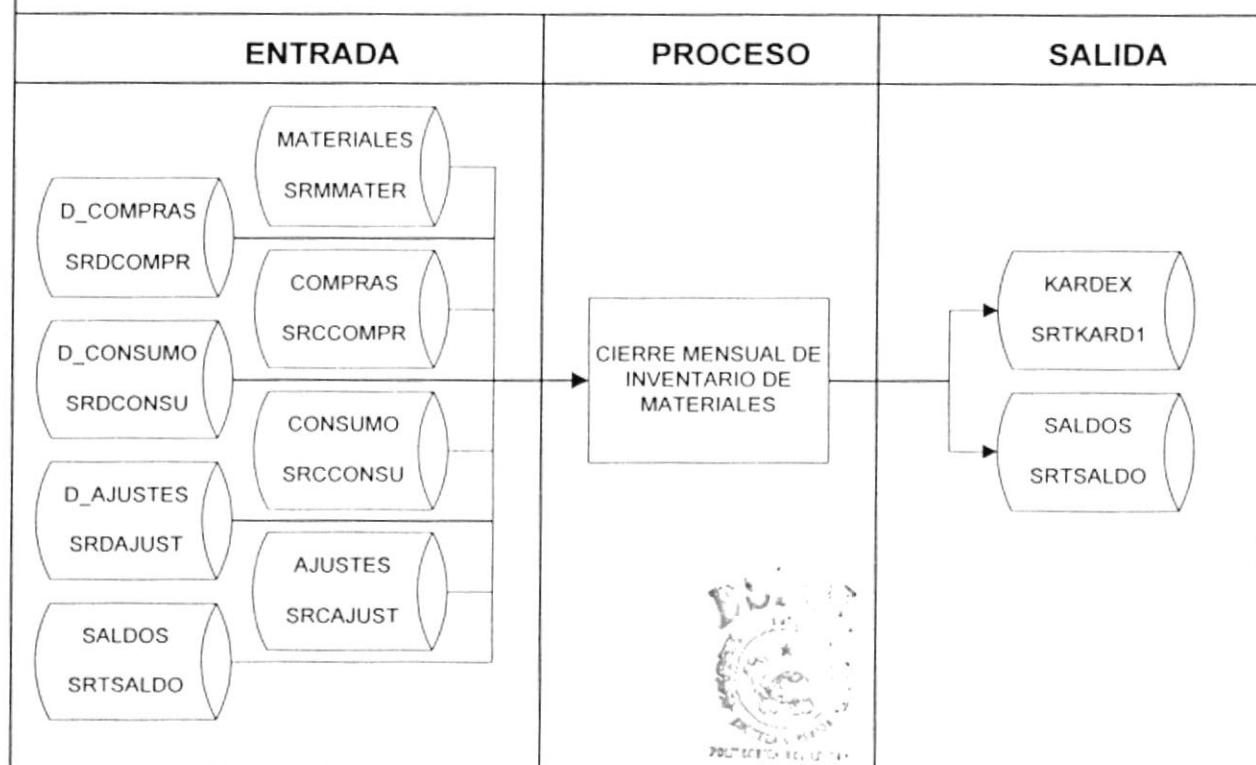 ENTRADA
PROCESO
SALIDA
MATERIALES
SRMMATER
D_COMPRAS
SRDCOMPR
COMPRAS
SRCCOMPR
D_CONSUMO
SRDCONSU
CONSUMO
SRCCONSU
D_AJUSTES
SRDAJUST
AJUSTES
SRCAJUST
SALDOS
SRTSALDO
CIERRE MENSUAL DE
INVENTARIO DE
MATERIALES
KARDEX
SRTKARD1
SALDOS
SRTSALDO